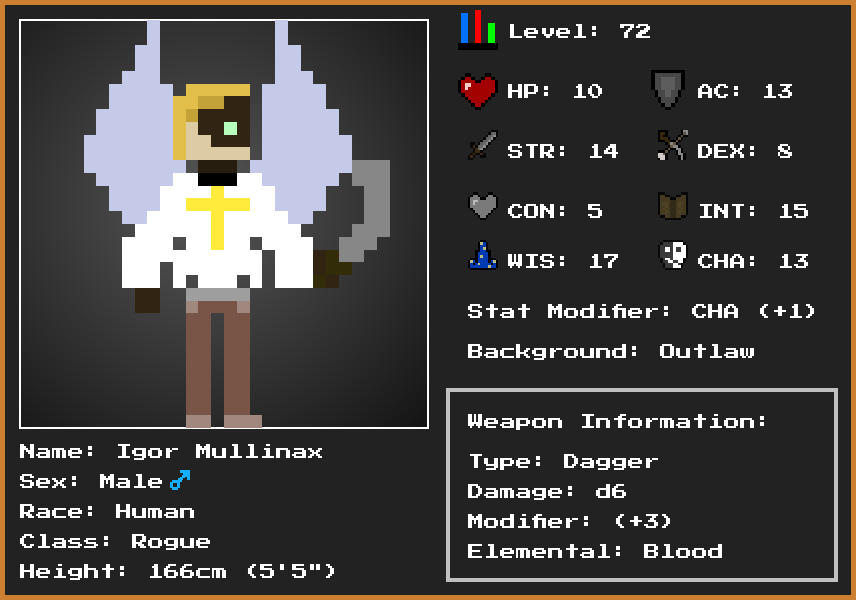 Level: 72
HP: 10
AC: 13
STR: 14
DEX: 8
CON: 5
INT: 15
WIS: 17
CHA: 13
Stat Modifier: CHA (+1)
Background: Outlaw
Weapon Information:
Type: Dagger
Damage: d6
Modifier: (+3)
Elemental: Blood
Name: Igor Mullinax
Sex: Male♂
Race: Human
Class: Rogue
Height: 166cm (5'5")